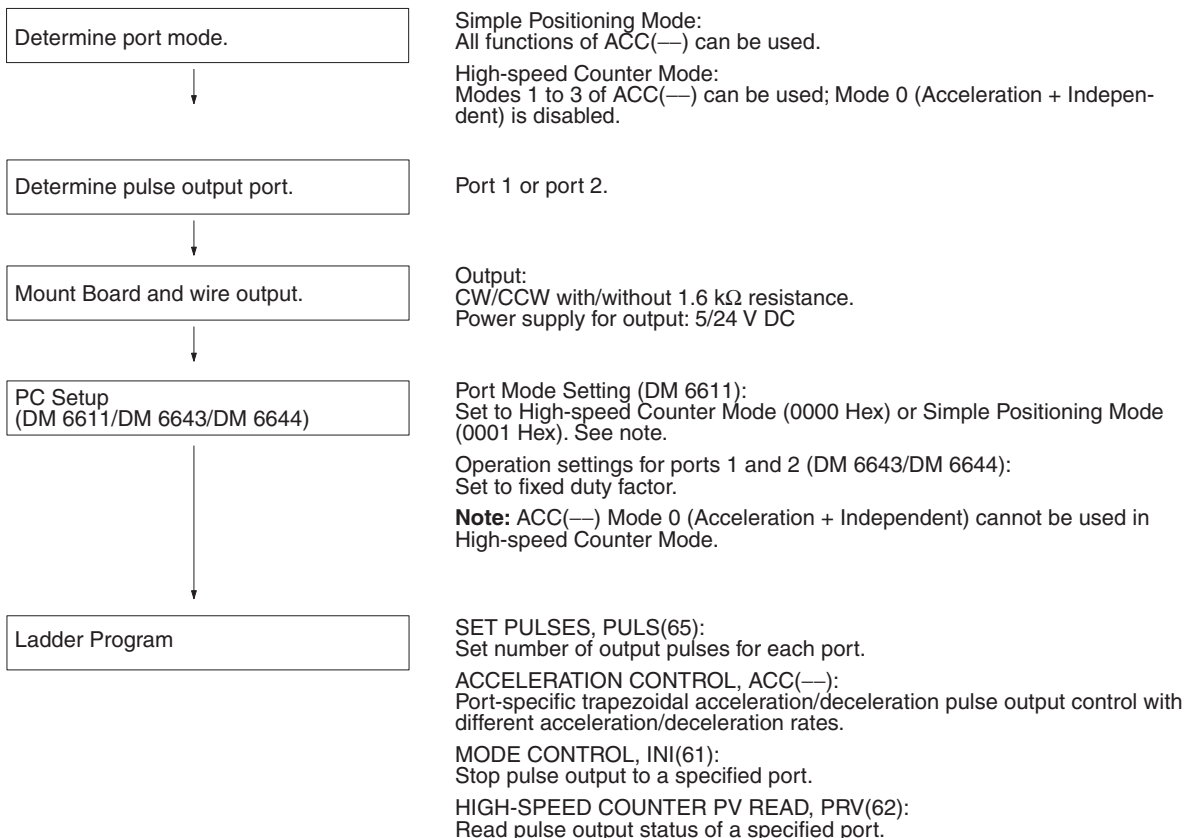 Determine port mode.
Simple Positioning Mode:
All functions of ACC(––) can be used.
High-speed Counter Mode:
Modes 1 to 3 of ACC(––) can be used; Mode 0 (Acceleration + Indepen-
dent) is disabled.
Determine pulse output port.
Port 1 or port 2.
Mount Board and wire output.
Output:
CW/CCW with/without 1.6 kΩ resistance.
Power supply for output: 5/24 V DC
PC Setup
(DM 6611/DM 6643/DM 6644)
Port Mode Setting (DM 6611):
Set to High-speed Counter Mode (0000 Hex) or Simple Positioning Mode
(0001 Hex). See note.
Operation settings for ports 1 and 2 (DM 6643/DM 6644):
Set to fixed duty factor.
Note: ACC(––) Mode 0 (Acceleration + Independent) cannot be used in
High-speed Counter Mode.
Ladder Program
SET PULSES, PULS(65):
Set number of output pulses for each port.
ACCELERATION CONTROL, ACC(––):
Port-specific trapezoidal acceleration/deceleration pulse output control with
different acceleration/deceleration rates.
MODE CONTROL, INI(61):
Stop pulse output to a specified port.
HIGH-SPEED COUNTER PV READ, PRV(62):
Read pulse output status of a specified port.